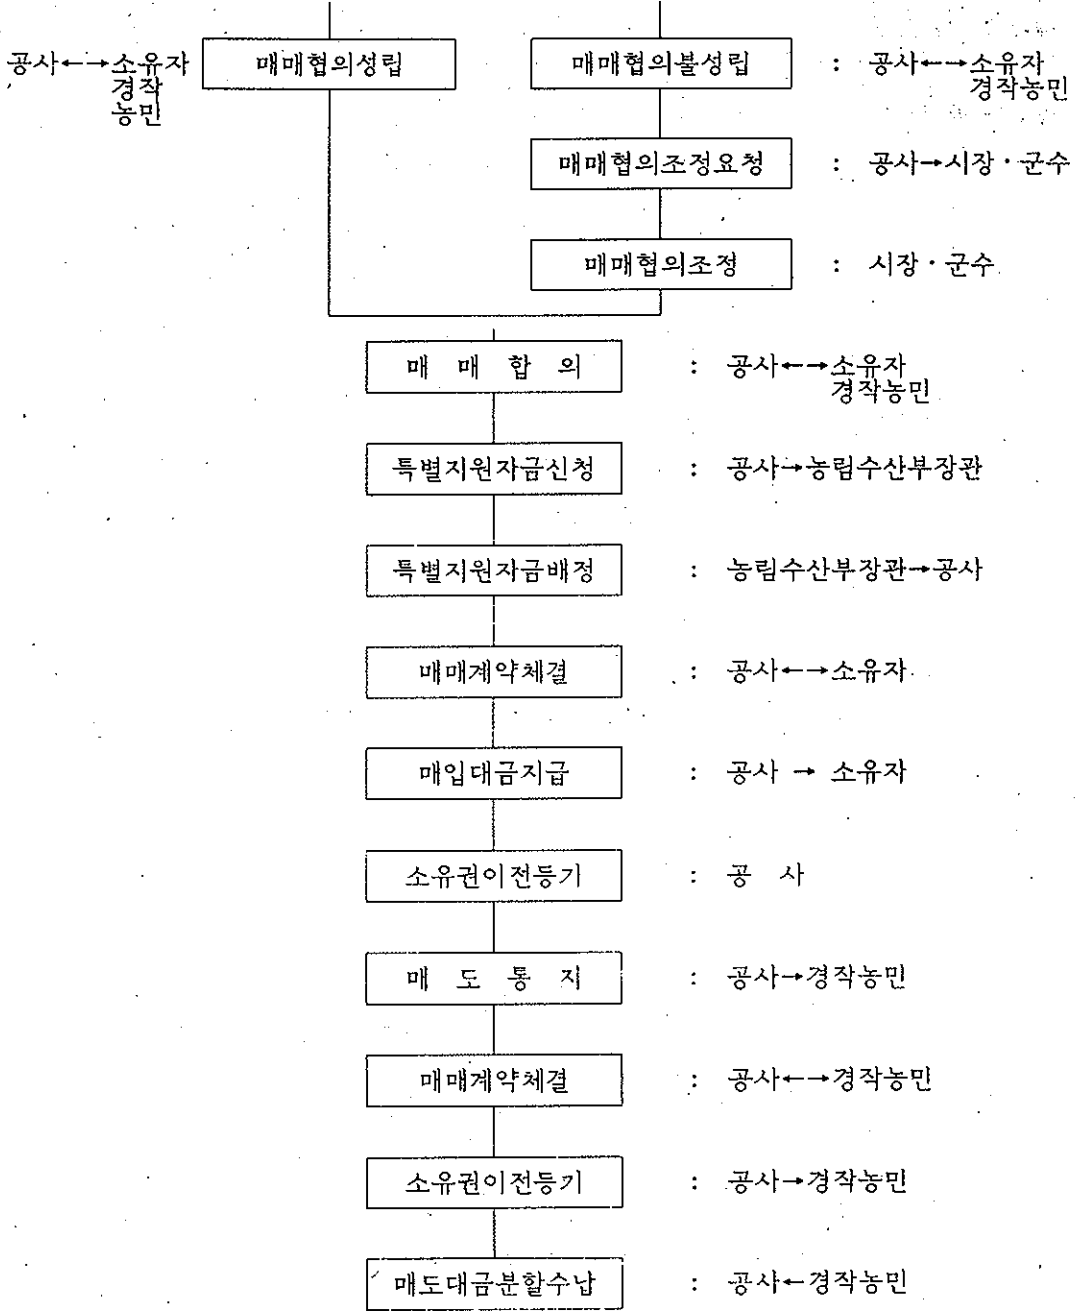 공사←→소유자 매매협의성립 매매협의불성립 : 공사←→소유자
경작 경작농민
농민
매매협의조정요청 : 공사→시장·군수
매매협의조정 : 시장·군수
매 매 합 의 : 공사←→소유자
경작농민
특별지원자금신청 : 공사→농림수산부장관
특별지원자금배정 : 농림수산부장관→공사
매매계약체결 : 공사←→소유자
매입대금지급 : 공사 → 소유자
소유권이전등기 : 공 사
매 도 통 지 : 공사→경작농민
매매계약체결 : 공사←→경작농민
소유권이전등기 : 공사→경작농민
매도대금분할수납 : 공사←경작농민